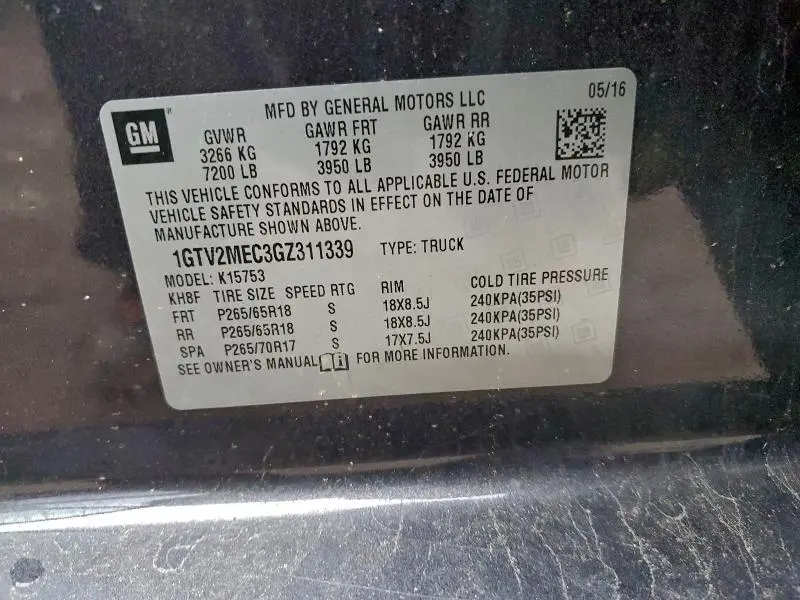 GM
MFD BY GENERAL MOTORS LLC 05/16
GVWR GAWR FRT GAWR RR
3266 KG 1792 KG 1792 KG
7200 LB 3950 LB 3950 LB
THIS VEHICLE CONFORMS TO ALL APPLICABLE U.S. FEDERAL MOTOR
VEHICLE SAFETY STANDARDS IN EFFECT ON THE DATE OF
MANUFACTURE SHOWN ABOVE.
1GTV2MEC3GZ311339 TYPE: TRUCK
MODEL: K15753
KHBF TIRE SIZE SPEED RTG RIM COLD TIRE PRESSURE
FRT P265/65R18 S 18X8.5J 240KPA(35PSI)
RR P265/65R18 S 18X8.5J 240KPA(35PSI)
SPA P265/70R17 S 17X7.5J 240KPA(35PSI)
SEE OWNER'S MANUAL FOR MORE INFORMATION.